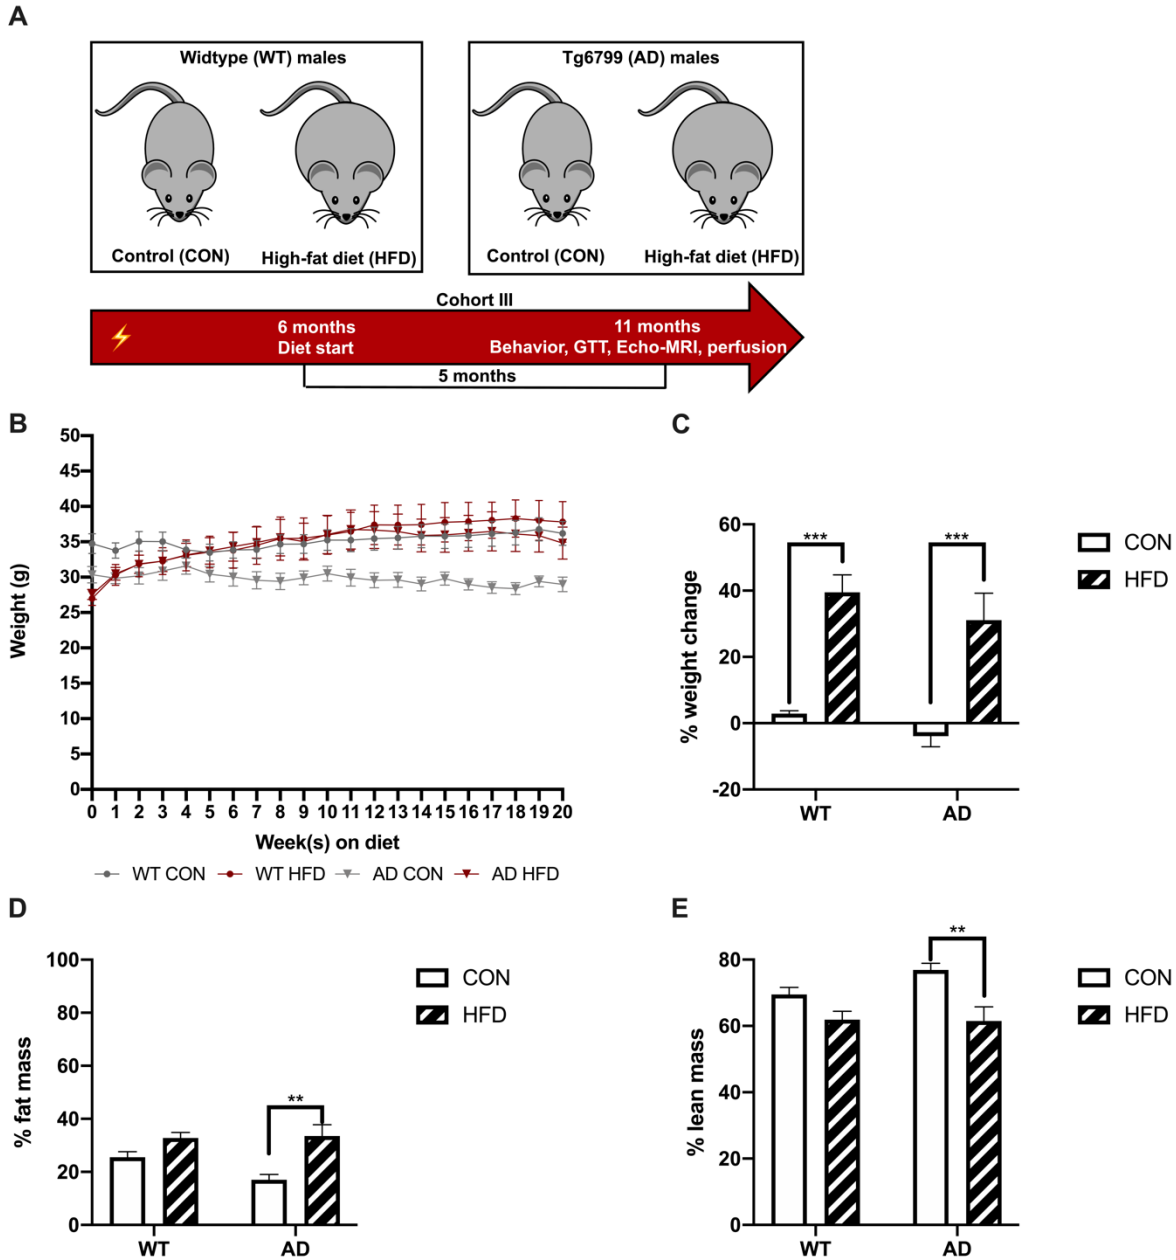 A
Widtype (WT) males
Tg6799 (AD) males
Control (CON)
High-fat diet (HFD)
Control (CON)
High-fat diet (HFD)
Cohort III
6 months
Diet start
11 months
Behavior, GTT, Echo-MRI, perfusion
5 months
B
50
45
40
35
30
25
20
15
10
5
0
Weight (g)
0 1 2 3 4 5 6 7 8 9 10 11 12 13 14 15 16 17 18 19 20
Week(s) on diet
WT CON WT HFD AD CON AD HFD
C
60
40
20
0
-20
% weight change
*** ***
WT AD
CON
HFD
D
100
80
60
40
20
0
% fat mass
**
WT AD
CON
HFD
E
80
60
40
20
0
% lean mass
**
WT AD
CON
HFD